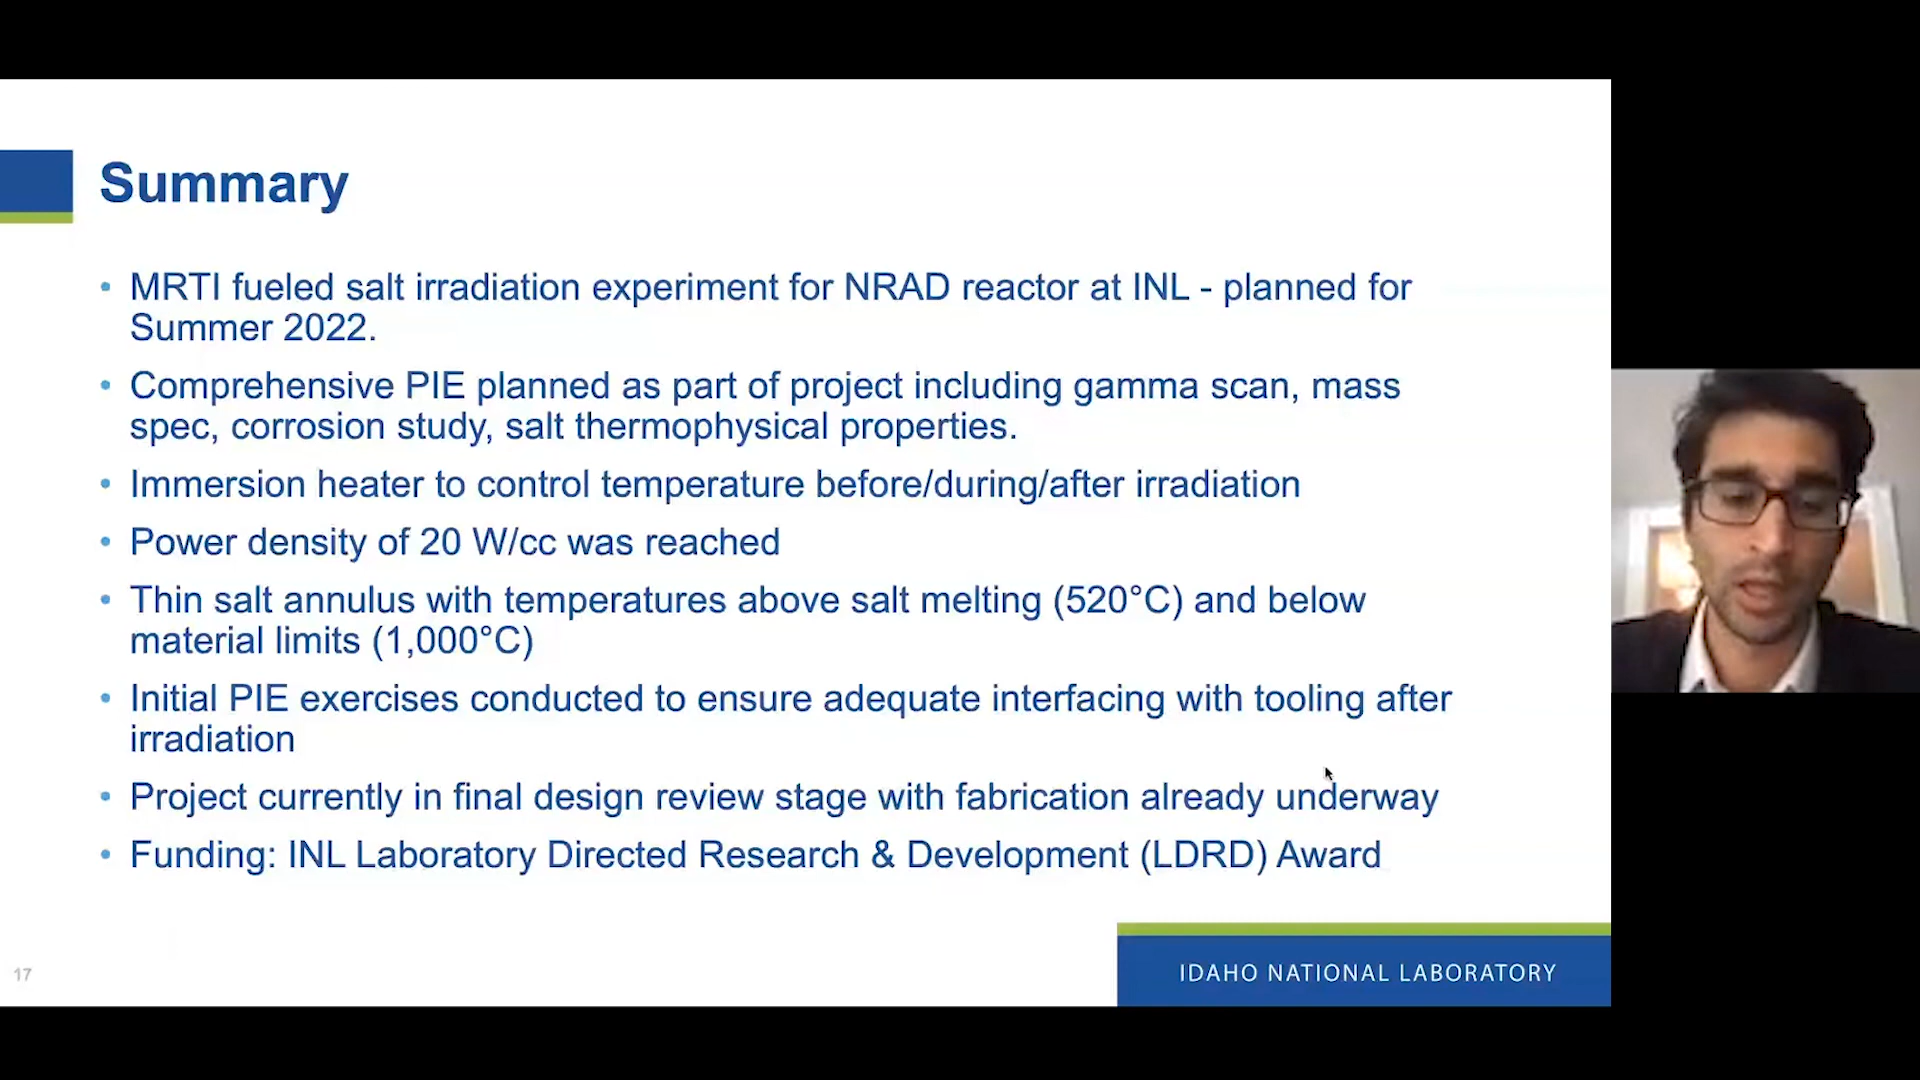 Summary
• MRTI fueled salt irradiation experiment for NRAD reactor at INL - planned for
Summer 2022.
• Comprehensive PIE planned as part of project including gamma scan, mass
spec, corrosion study, salt thermophysical properties.
• Immersion heater to control temperature before/during/after irradiation
• Power density of 20 W/cc was reached
• Thin salt annulus with temperatures above salt melting (520°C) and below
material limits (1,000°C)
• Initial PIE exercises conducted to ensure adequate interfacing with tooling after
irradiation
• Project currently in final design review stage with fabrication already underway
• Funding: INL Laboratory Directed Research & Development (LDRD) Award
17
IDAHO NATIONAL LABORATORY